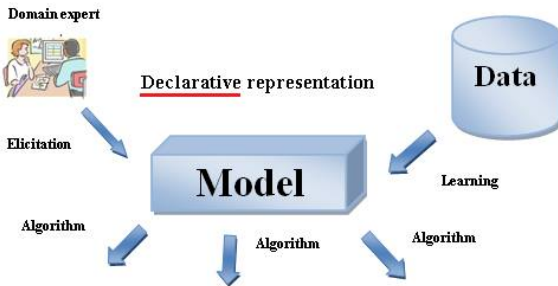 Domain expert
Declarative representation
Data
Elicitation
Model
Learning
Algorithm
Algorithm
Algorithm